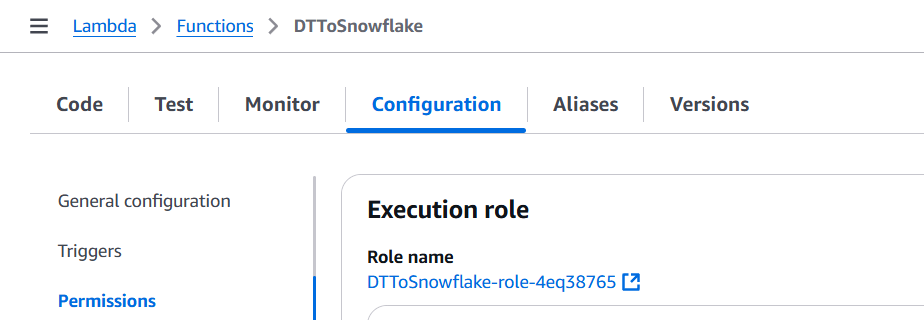 Lambda > Functions > DTToSnowflake
Code Test Monitor Configuration Aliases Versions
General configuration
Triggers
Permissions
Execution role
Role name
DTToSnowflake-role-4eq38765